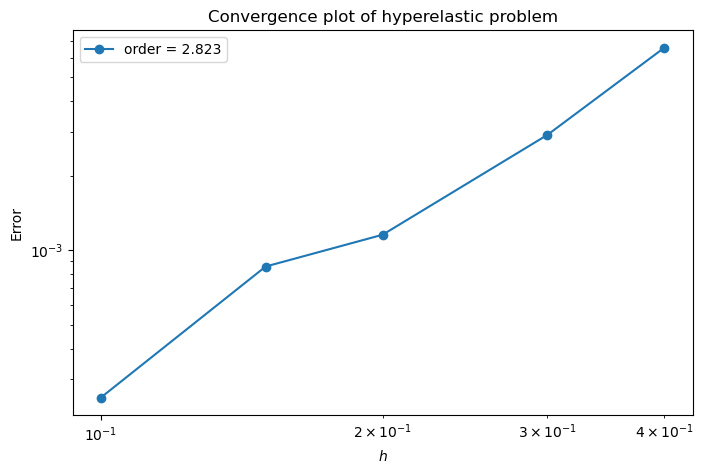 Convergence plot of hyperelastic problem
order = 2.823
Error
10⁻³
10⁻¹
2 × 10⁻¹
3 × 10⁻¹
4 × 10⁻¹
h